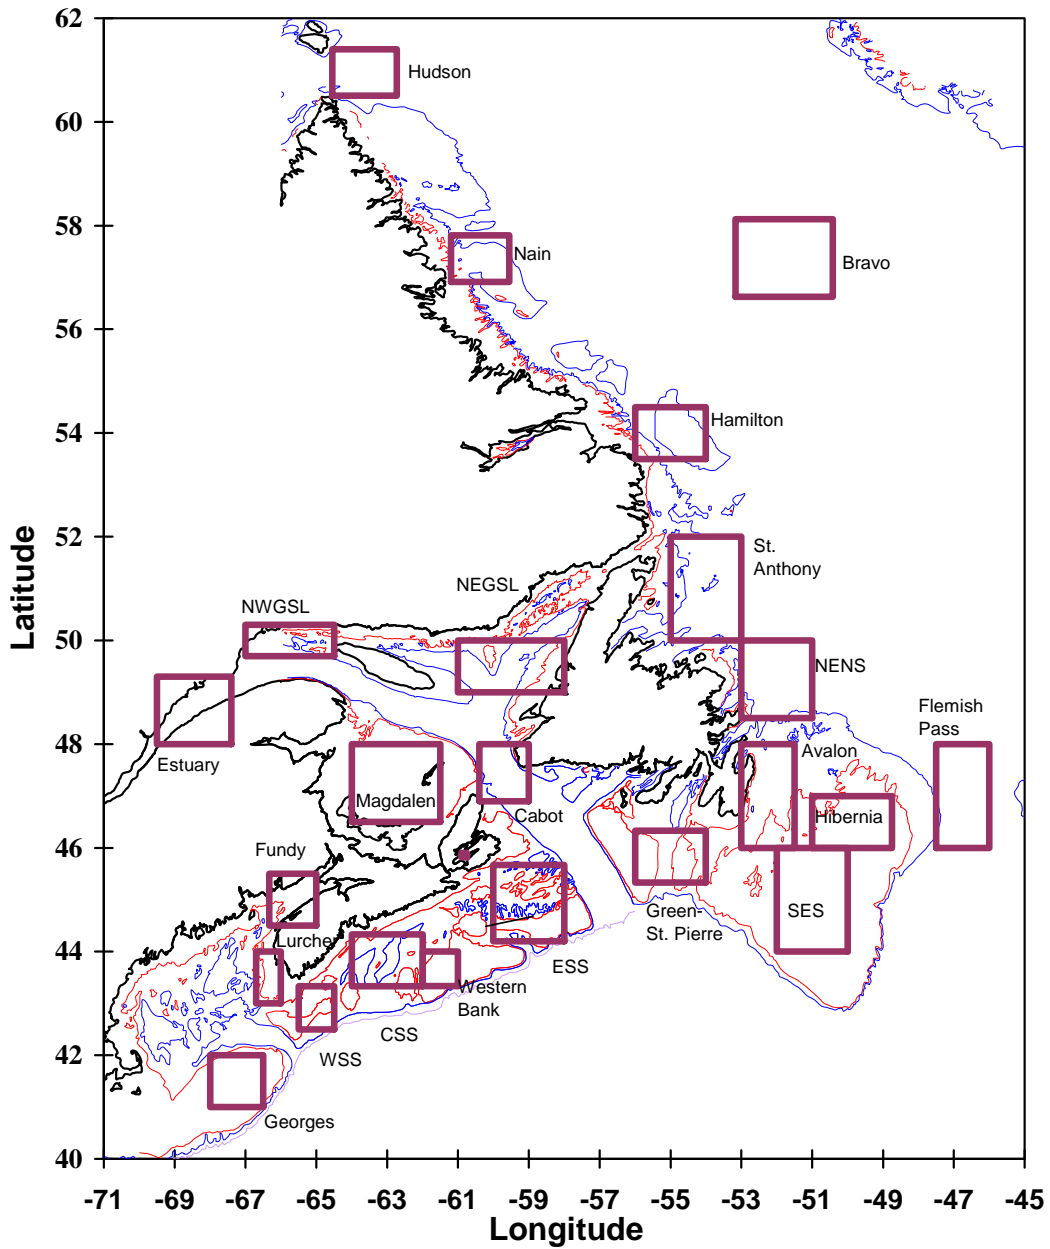 62
Hudson
60
58
Nain
Bravo
56
Hamilton
54
52
St.
Anthony
NEGSL
NWGSL
50
NENS
Flemish
Pass
48
Estuary
Avalon
Magdalen
Cabot
Hibernia
46
Fundy
Green-
St. Pierre
SES
Lurcher
44
ESS
Western
Bank
CSS
WSS
42
Georges
40
-71 -69 -67 -65 -63 -61 -59 -57 -55 -53 -51 -49 -47 -45
Longitude
Latitude